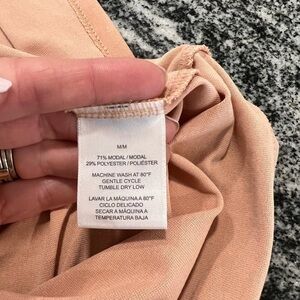 M/M
71% MODAL / MODAL
29% POLYESTER / POLIÉSTER
MACHINE WASH AT 80°F
GENTLE CYCLE
TUMBLE DRY LOW
LAVAR LA MÁQUINA A 80°F
CICLO DELICADO
SECAR A MÁQUINA A
TEMPERATURA BAJA